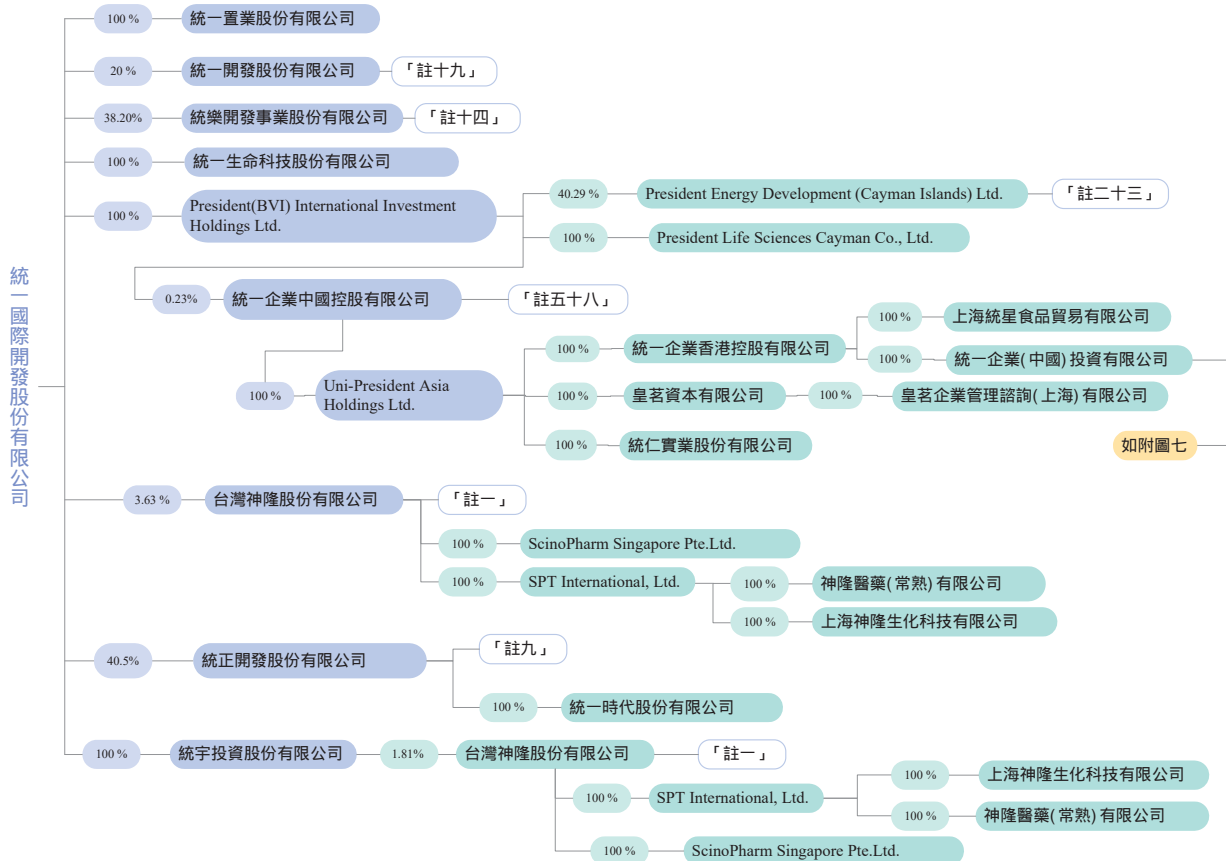 統一國際開發股份有限公司
100 %
統一置業股份有限公司
20 %
統一開發股份有限公司
「註十九」
38.20%
統樂開發事業股份有限公司
「註十四」
100 %
統一生命科技股份有限公司
100 %
President(BVI) International Investment
Holdings Ltd.
40.29 %
President Energy Development (Cayman Islands) Ltd.
「註二十三」
100 %
President Life Sciences Cayman Co., Ltd.
0.23%
統一企業中國控股有限公司
「註五十八」
100 %
Uni-President Asia
Holdings Ltd.
100 %
統一企業香港控股有限公司
100 %
上海統星食品貿易有限公司
100 %
統一企業(中國)投資有限公司
100 %
皇茗資本有限公司
100 %
皇茗企業管理諮詢(上海)有限公司
100 %
統仁實業股份有限公司
如附圖七
3.63 %
台灣神隆股份有限公司
「註一」
100 %
ScinoPharm Singapore Pte.Ltd.
100 %
SPT International, Ltd.
100 %
神隆醫藥(常熟)有限公司
100 %
上海神隆生化科技有限公司
40.5%
統正開發股份有限公司
「註九」
100 %
統一時代股份有限公司
100 %
統宇投資股份有限公司
1.81%
台灣神隆股份有限公司
「註一」
100 %
SPT International, Ltd.
100 %
上海神隆生化科技有限公司
100 %
神隆醫藥(常熟)有限公司
100 %
ScinoPharm Singapore Pte.Ltd.